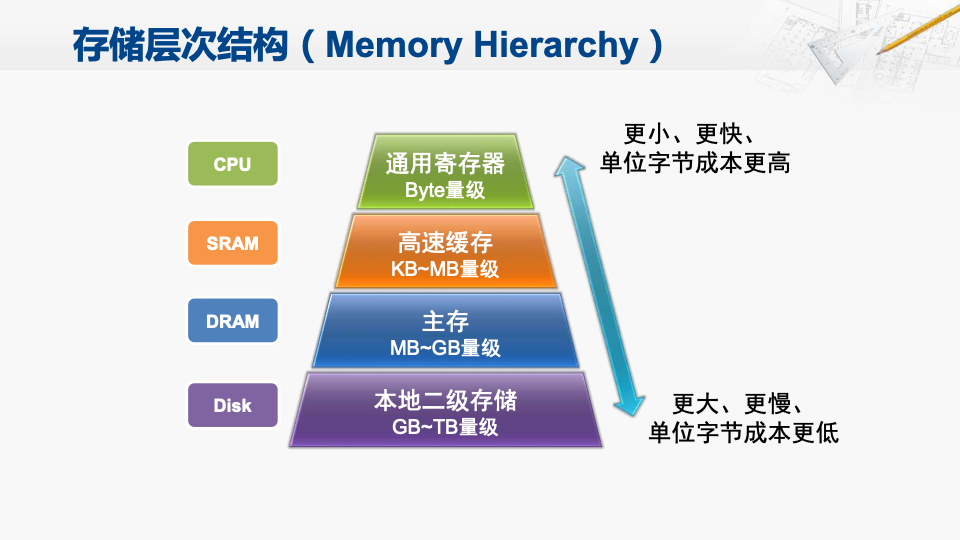 存储层次结构（Memory Hierarchy）
更小、更快、
单位字节成本更高
CPU
通用寄存器
Byte量级
SRAM
高速缓存
KB~MB量级
DRAM
主存
MB~GB量级
Disk
本地二级存储
GB~TB量级
更大、更慢、
单位字节成本更低